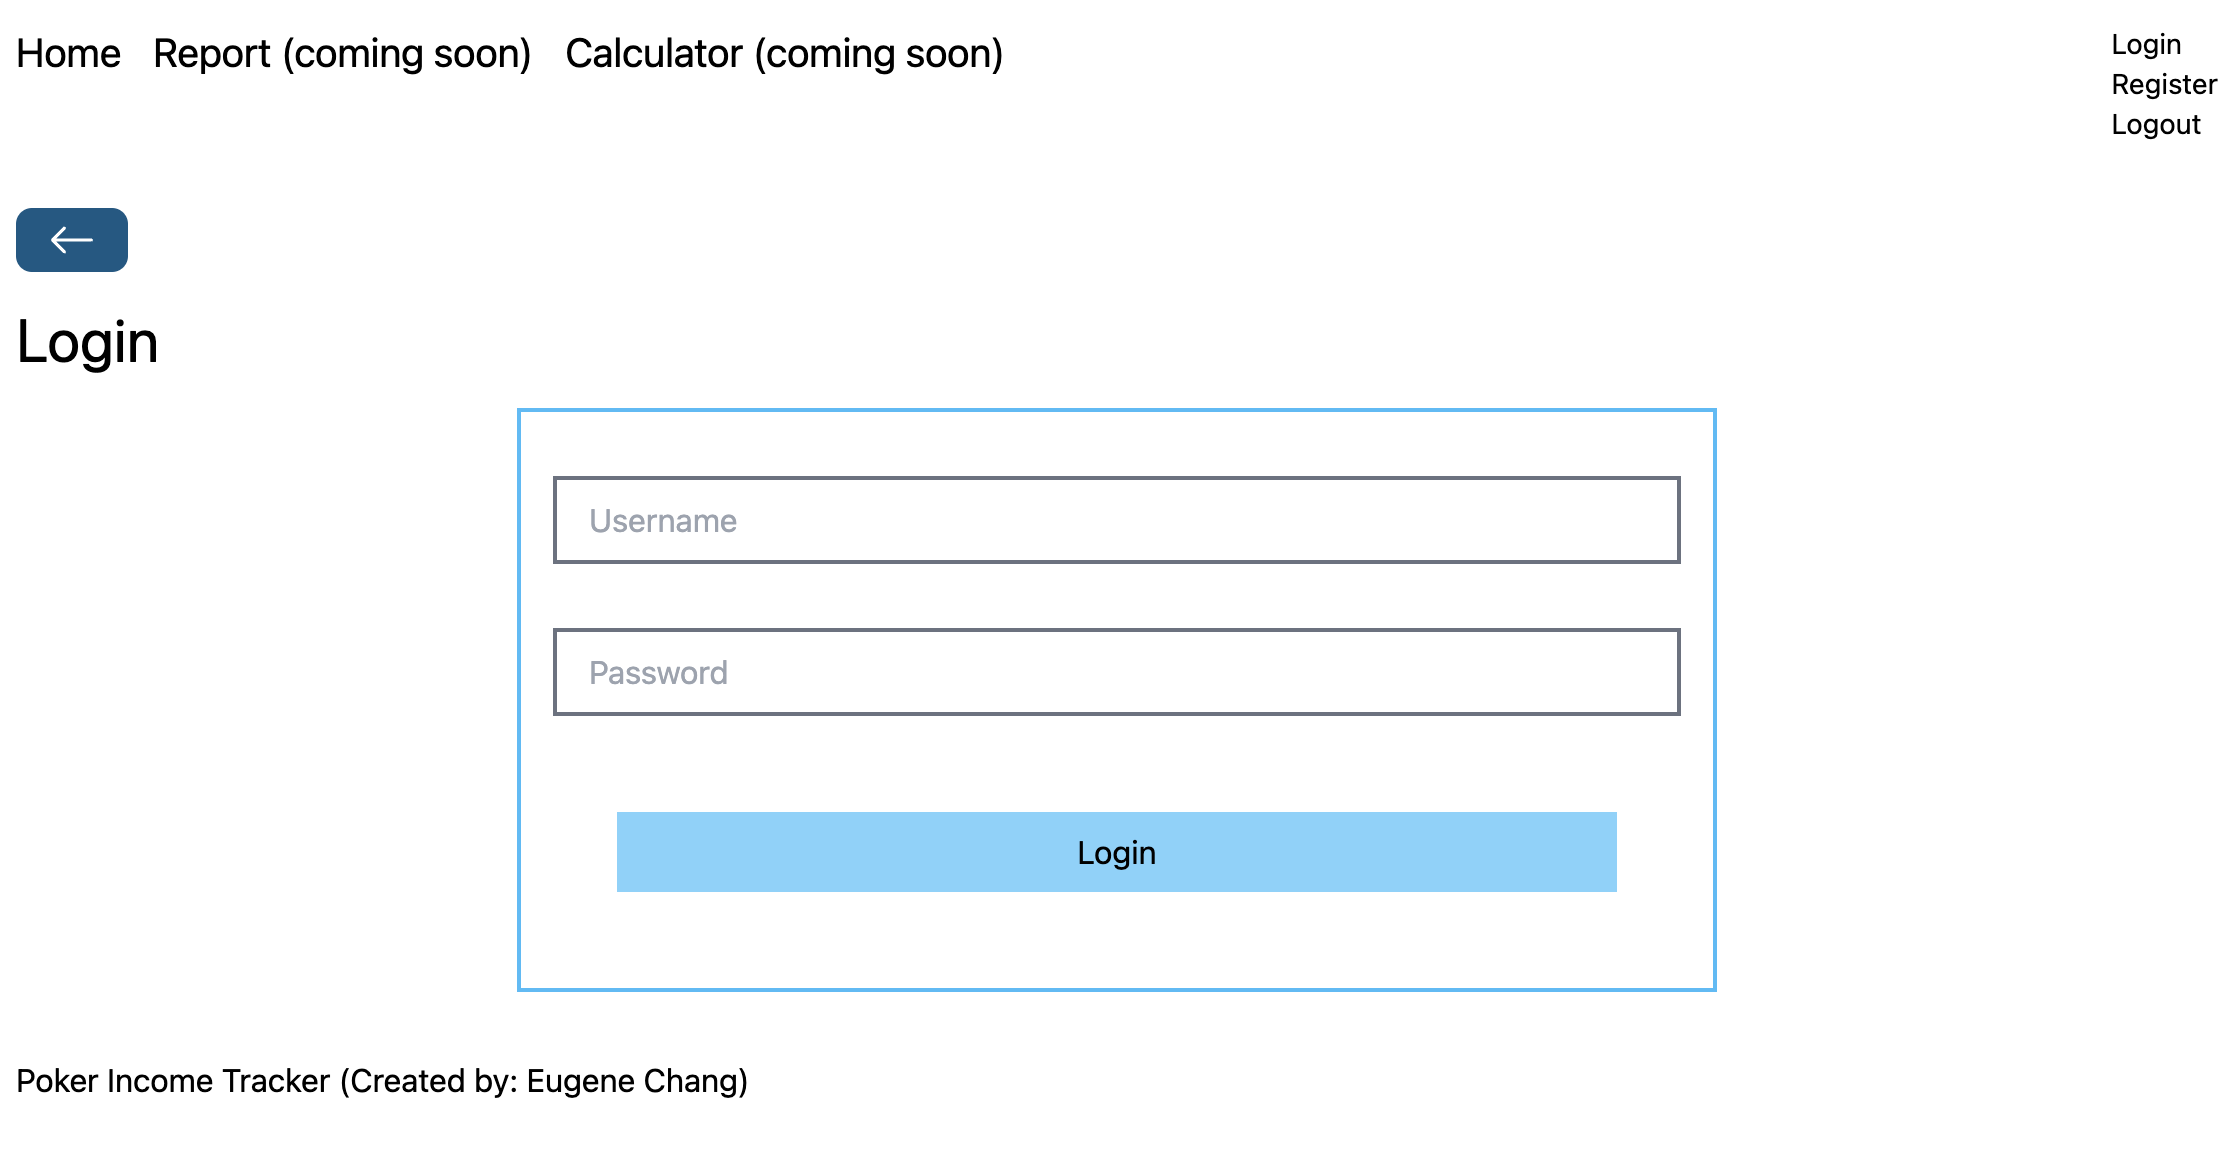 Home Report (coming soon) Calculator (coming soon)
Login
Register
Logout
Login
Username
Password
Login
Poker Income Tracker (Created by: Eugene Chang)